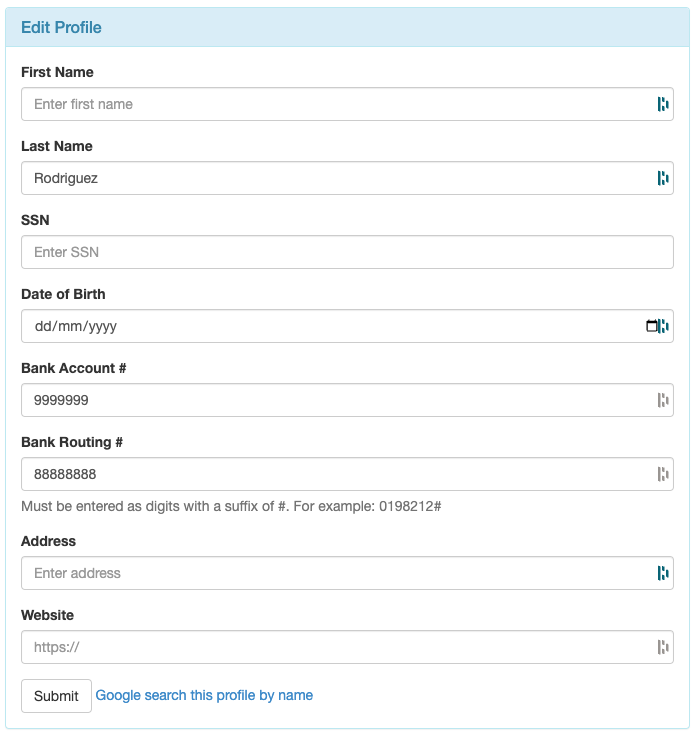 Edit Profile
First Name
Enter first name
Last Name
Rodriguez
SSN
Enter SSN
Date of Birth
dd/mm/yyyy
Bank Account #
9999999
Bank Routing #
88888888
Must be entered as digits with a suffix of #. For example: 0198212#
Address
Enter address
Website
https://
Submit Google search this profile by name